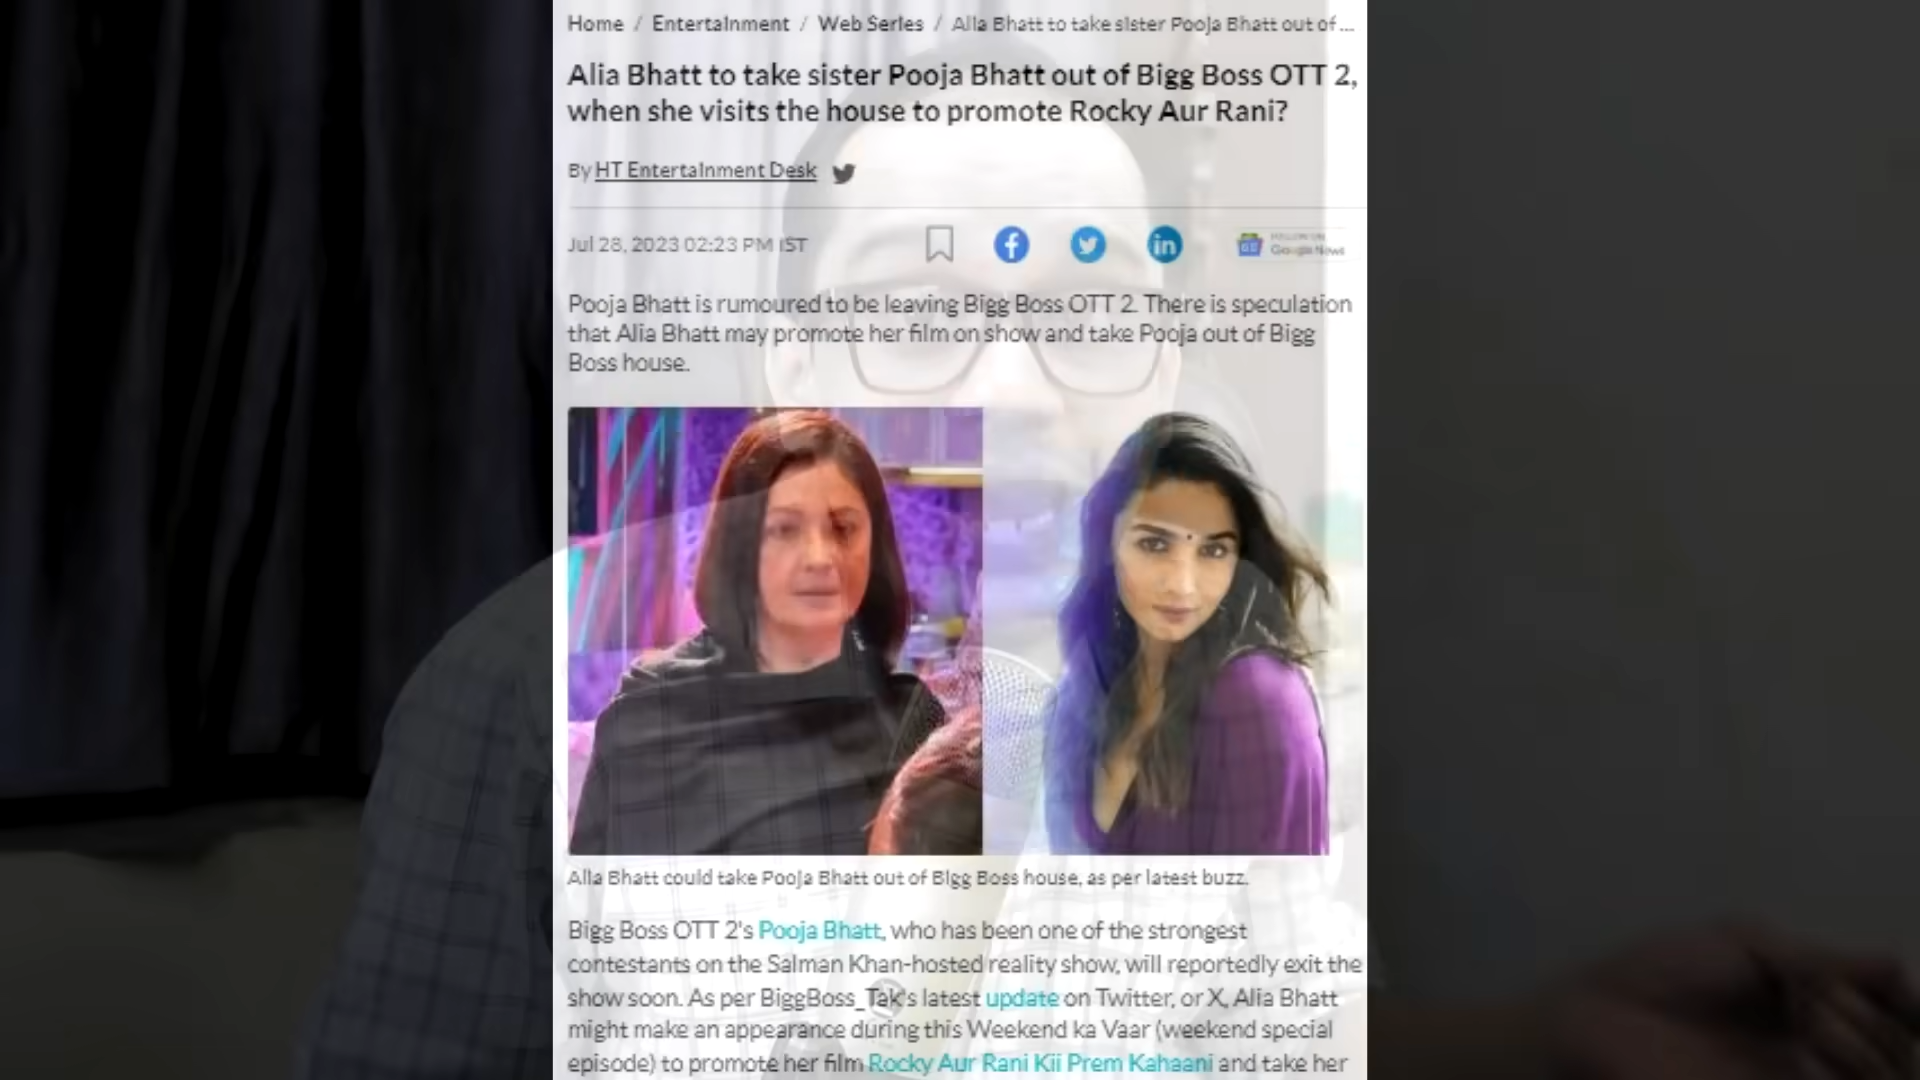 Home / Entertainment / Web Series / Alia Bhatt to take sister Pooja Bhatt out of ...
Alia Bhatt to take sister Pooja Bhatt out of Bigg Boss OTT 2,
when she visits the house to promote Rocky Aur Rani?
By HT Entertainment Desk
Jul 28, 2023 02:23 PM IST
FOLLOW ON
Google News
Pooja Bhatt is rumoured to be leaving Bigg Boss OTT 2. There is speculation
that Alia Bhatt may promote her film on show and take Pooja out of Bigg
Boss house.
Alia Bhatt could take Pooja Bhatt out of Bigg Boss house, as per latest buzz.
Bigg Boss OTT 2's Pooja Bhatt, who has been one of the strongest
contestants on the Salman Khan-hosted reality show, will reportedly exit the
show soon. As per BiggBoss_Tak's latest update on Twitter, or X, Alia Bhatt
might make an appearance during this Weekend ka Vaar (weekend special
episode) to promote her film Rocky Aur Rani Kii Prem Kahaani and take her